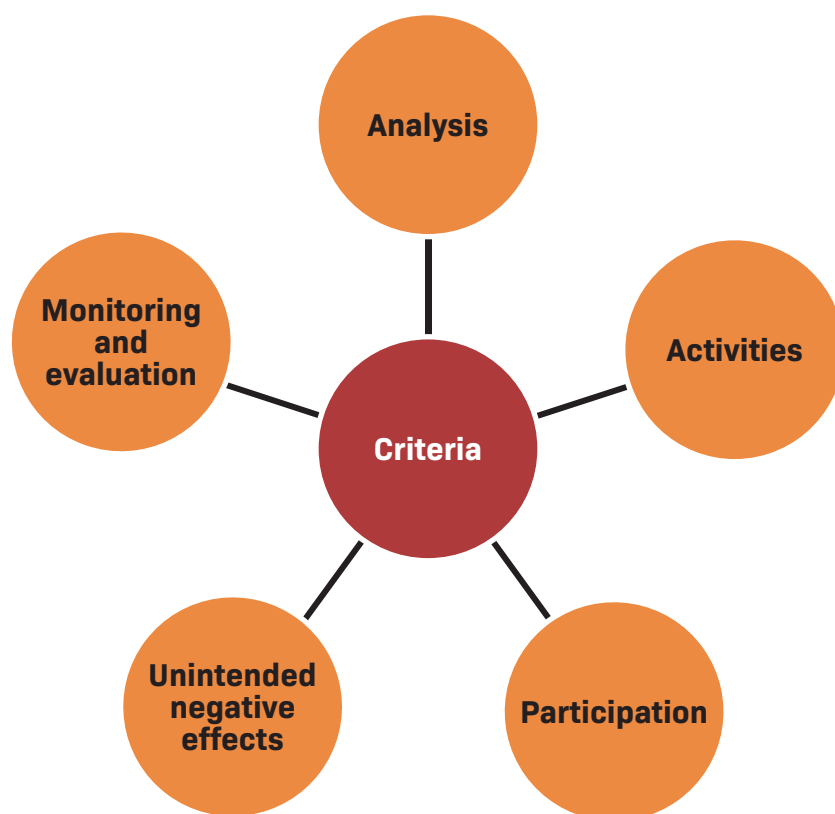 Analysis
Monitoring
and
evaluation
Activities
Criteria
Unintended
negative
effects
Participation